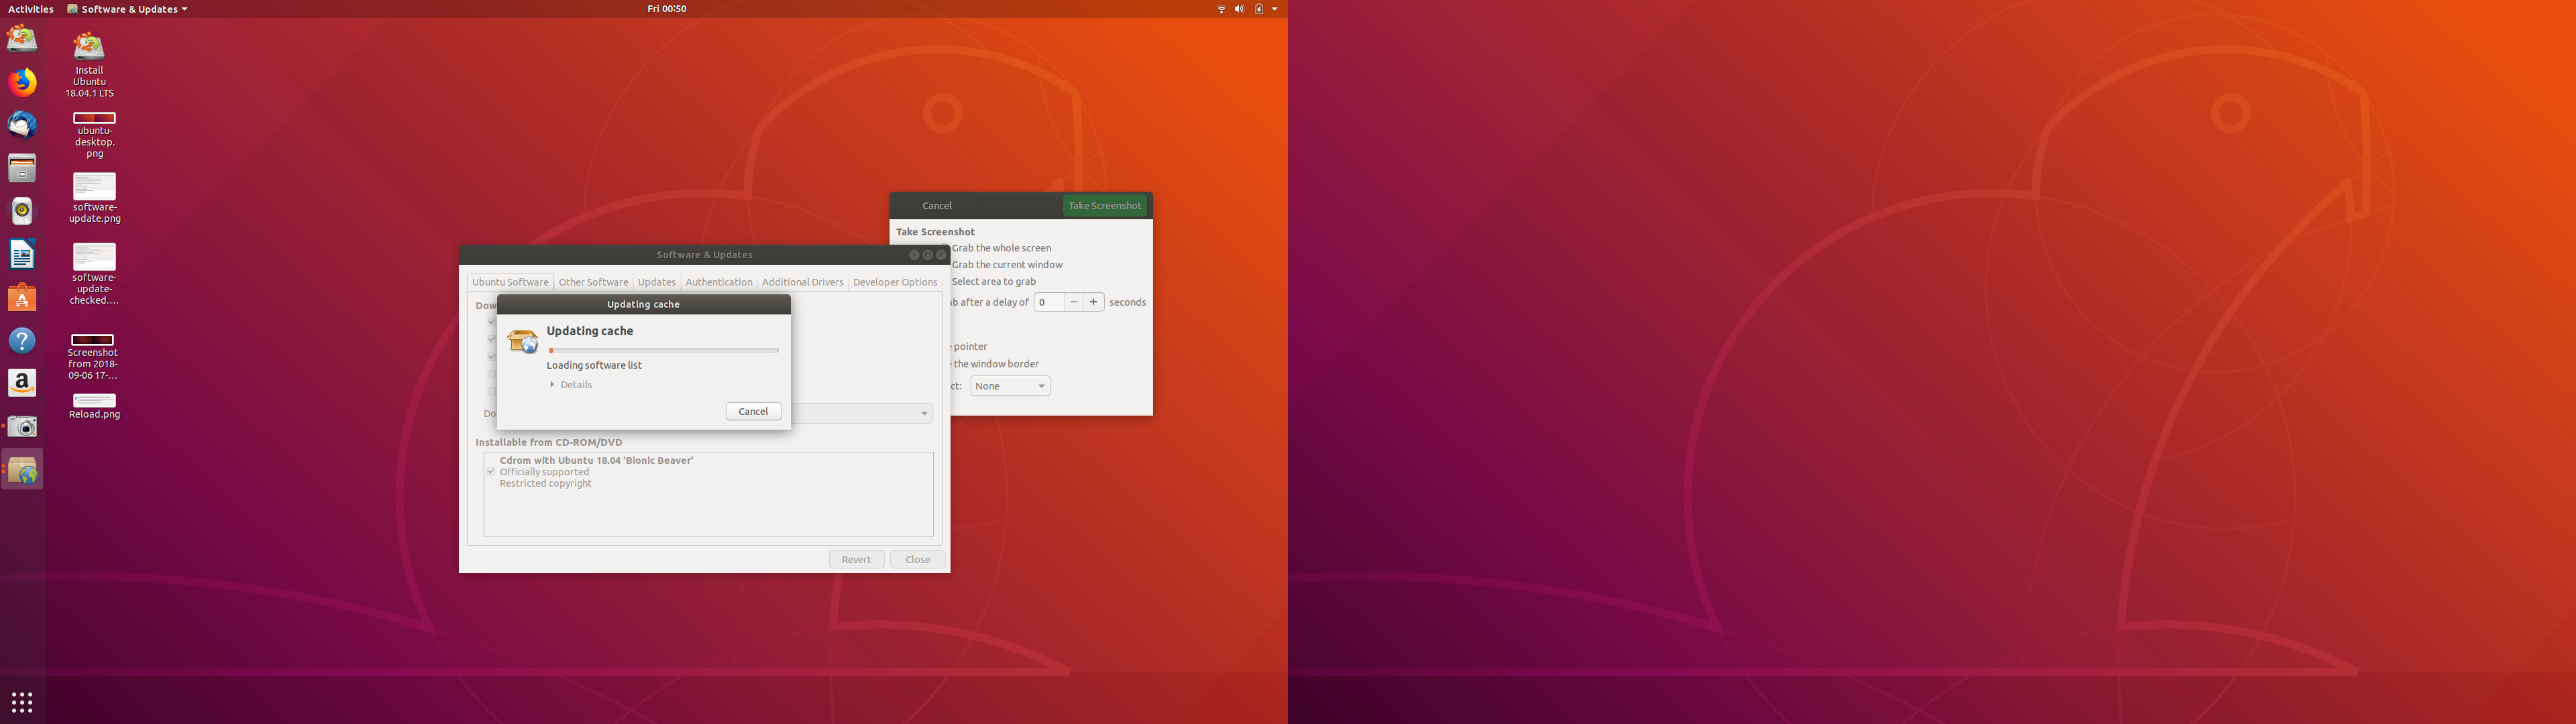 Activities
Software & Updates
Fri 00:50
Install
Ubuntu
18.04.1 LTS
ubuntu-
desktop.
png
software-
update.png
software-
update-
checked....
Screenshot
from 2018-
09-06 17-...
Reload.png
Cancel
Take Screenshot
Take Screenshot
Grab the whole screen
Grab the current window
Select area to grab
after a delay of
0
seconds
pointer
the window border
None
Software & Updates
Ubuntu Software
Other Software
Updates
Authentication
Additional Drivers
Developer Options
Updating cache
Updating cache
Loading software list
Details
Cancel
Installable from CD-ROM/DVD
Cdrom with Ubuntu 18.04 'Bionic Beaver'
Officially supported
Restricted copyright
Revert
Close